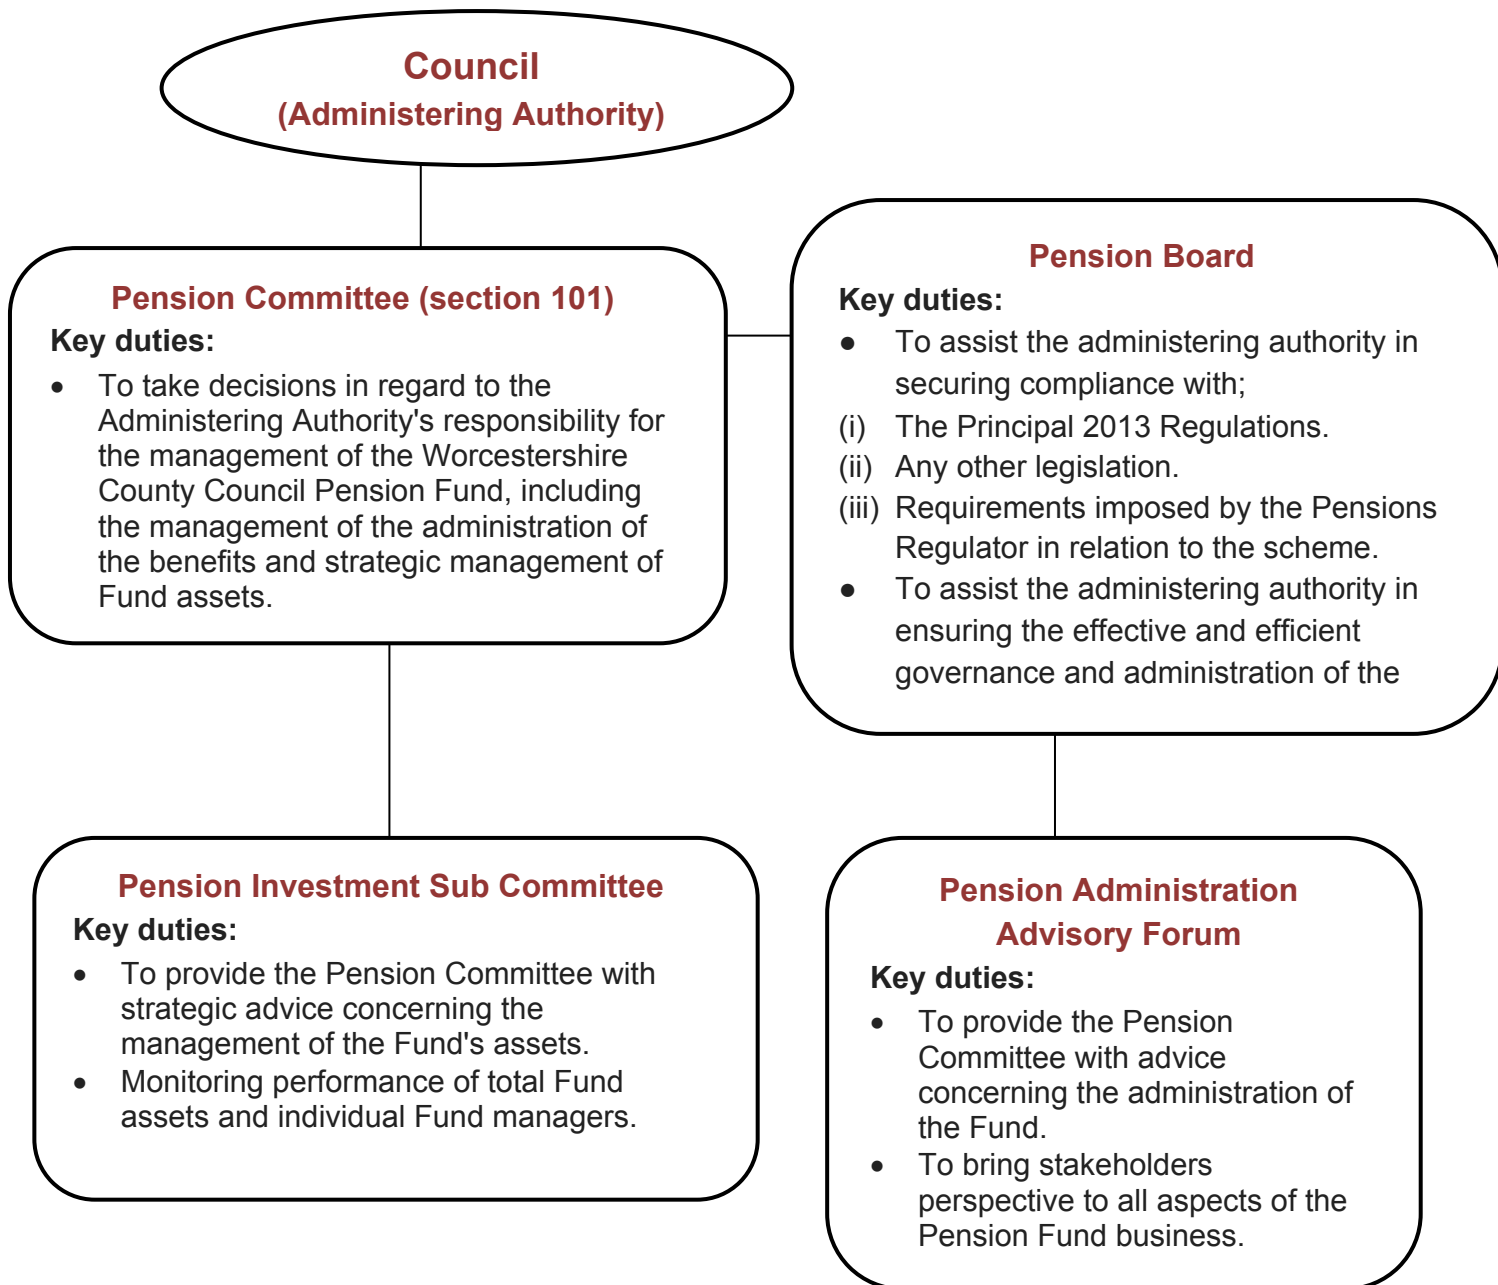 Council
(Administering Authority)
Pension Committee (section 101)
Key duties:
• To take decisions in regard to the
Administering Authority's responsibility for
the management of the Worcestershire
County Council Pension Fund, including
the management of the administration of
the benefits and strategic management of
Fund assets.
Pension Board
Key duties:
● To assist the administering authority in
securing compliance with;
(i) The Principal 2013 Regulations.
(ii) Any other legislation.
(iii) Requirements imposed by the Pensions
Regulator in relation to the scheme.
● To assist the administering authority in
ensuring the effective and efficient
governance and administration of the
Pension Investment Sub Committee
Key duties:
• To provide the Pension Committee with
strategic advice concerning the
management of the Fund's assets.
• Monitoring performance of total Fund
assets and individual Fund managers.
Pension Administration
Advisory Forum
Key duties:
• To provide the Pension
Committee with advice
concerning the administration of
the Fund.
• To bring stakeholders
perspective to all aspects of the
Pension Fund business.